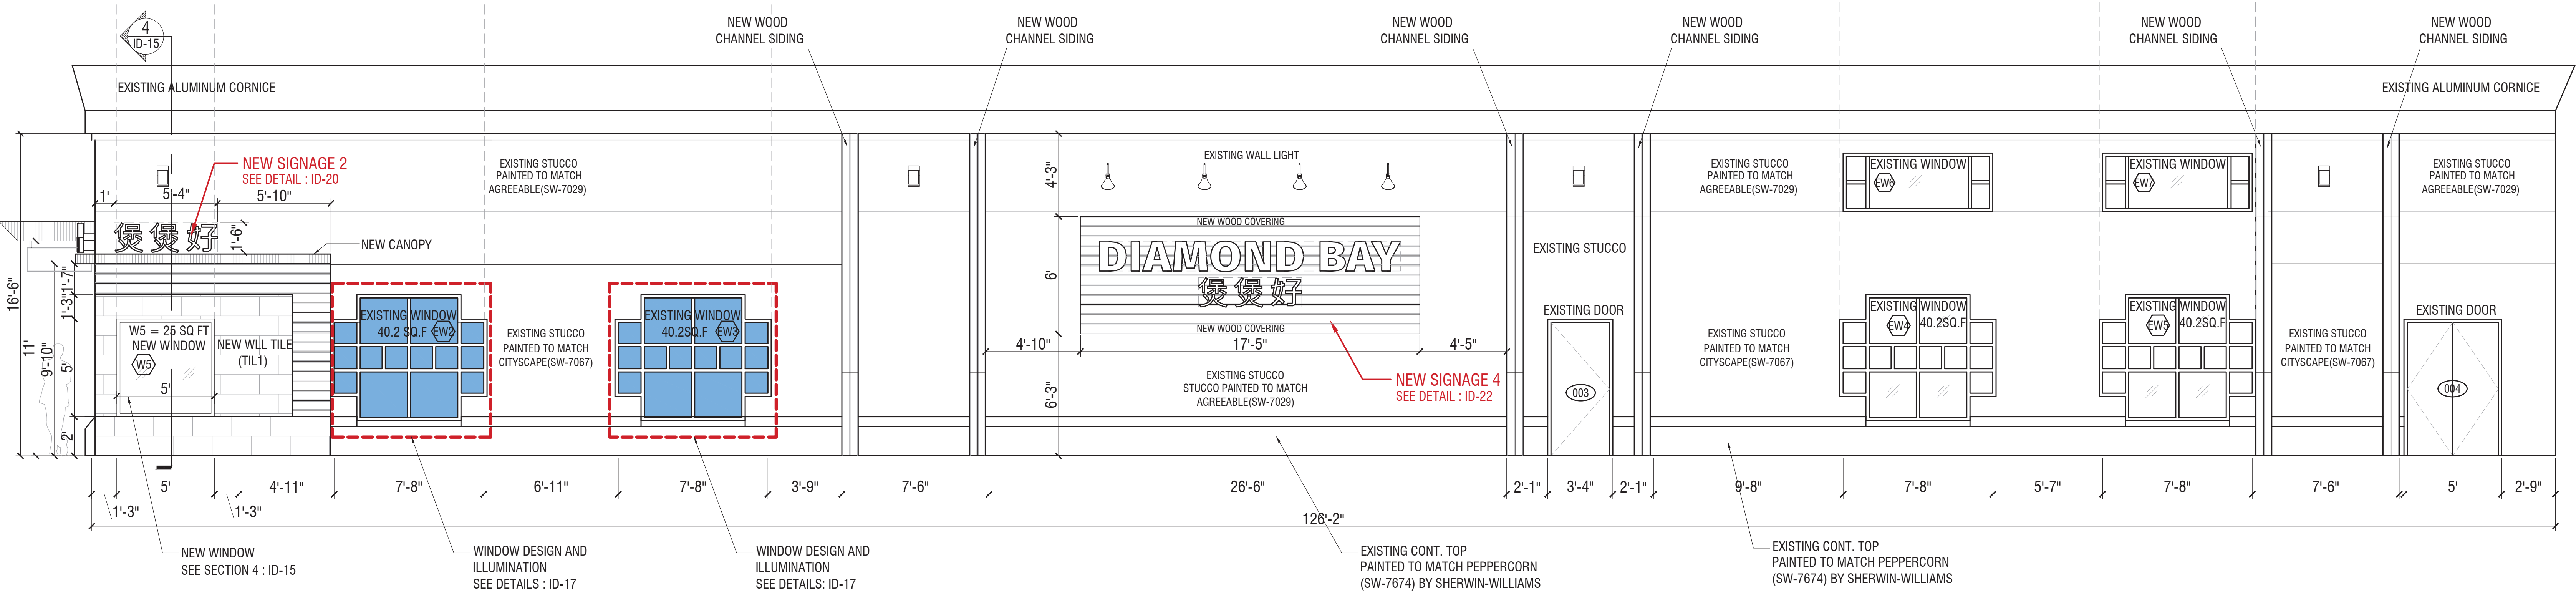 4
ID-15
NEW WOOD
CHANNEL SIDING
NEW WOOD
CHANNEL SIDING
NEW WOOD
CHANNEL SIDING
NEW WOOD
CHANNEL SIDING
NEW WOOD
CHANNEL SIDING
NEW WOOD
CHANNEL SIDING
EXISTING ALUMINUM CORNICE
EXISTING ALUMINUM CORNICE
NEW SIGNAGE 2
SEE DETAIL : ID-20
1'
5'-4"
5'-10"
EXISTING STUCCO
PAINTED TO MATCH
AGREEABLE(SW-7029)
4'-3"
EXISTING WALL LIGHT
EXISTING STUCCO
PAINTED TO MATCH
AGREEABLE(SW-7029)
EXISTING WINDOW
EW6
EXISTING WINDOW
EW7
EXISTING STUCCO
PAINTED TO MATCH
AGREEABLE(SW-7029)
煲煲好
1'-6"
NEW CANOPY
16'-6"
11'
9'-10"
1'-7"
1'-3"
5'
2'
W5 = 25 SQ FT
NEW WINDOW
W5
5'
NEW WLL TILE
(TIL1)
EXISTING WINDOW
40.2 SQ.F
EW2
EXISTING STUCCO
PAINTED TO MATCH
CITYSCAPE(SW-7067)
EXISTING WINDOW
40.2SQ.F
EW3
NEW WOOD COVERING
DIAMOND BAY
煲煲好
NEW WOOD COVERING
6'
4'-10"
17'-5"
4'-5"
6'-3"
EXISTING STUCCO
STUCCO PAINTED TO MATCH
AGREEABLE(SW-7029)
NEW SIGNAGE 4
SEE DETAIL : ID-22
EXISTING STUCCO
EXISTING DOOR
003
EXISTING STUCCO
PAINTED TO MATCH
CITYSCAPE(SW-7067)
EXISTING WINDOW
40.2SQ.F
EW4
EXISTING WINDOW
40.2SQ.F
EW5
EXISTING STUCCO
PAINTED TO MATCH
CITYSCAPE(SW-7067)
EXISTING DOOR
004
5'
4'-11"
7'-8"
6'-11"
7'-8"
3'-9"
7'-6"
26'-6"
2'-1"
3'-4"
2'-1"
9'-8"
7'-8"
5'-7"
7'-8"
7'-6"
5'
2'-9"
1'-3"
1'-3"
126'-2"
NEW WINDOW
SEE SECTION 4 : ID-15
WINDOW DESIGN AND
ILLUMINATION
SEE DETAILS : ID-17
WINDOW DESIGN AND
ILLUMINATION
SEE DETAILS: ID-17
EXISTING CONT. TOP
PAINTED TO MATCH PEPPERCORN
(SW-7674) BY SHERWIN-WILLIAMS
EXISTING CONT. TOP
PAINTED TO MATCH PEPPERCORN
(SW-7674) BY SHERWIN-WILLIAMS